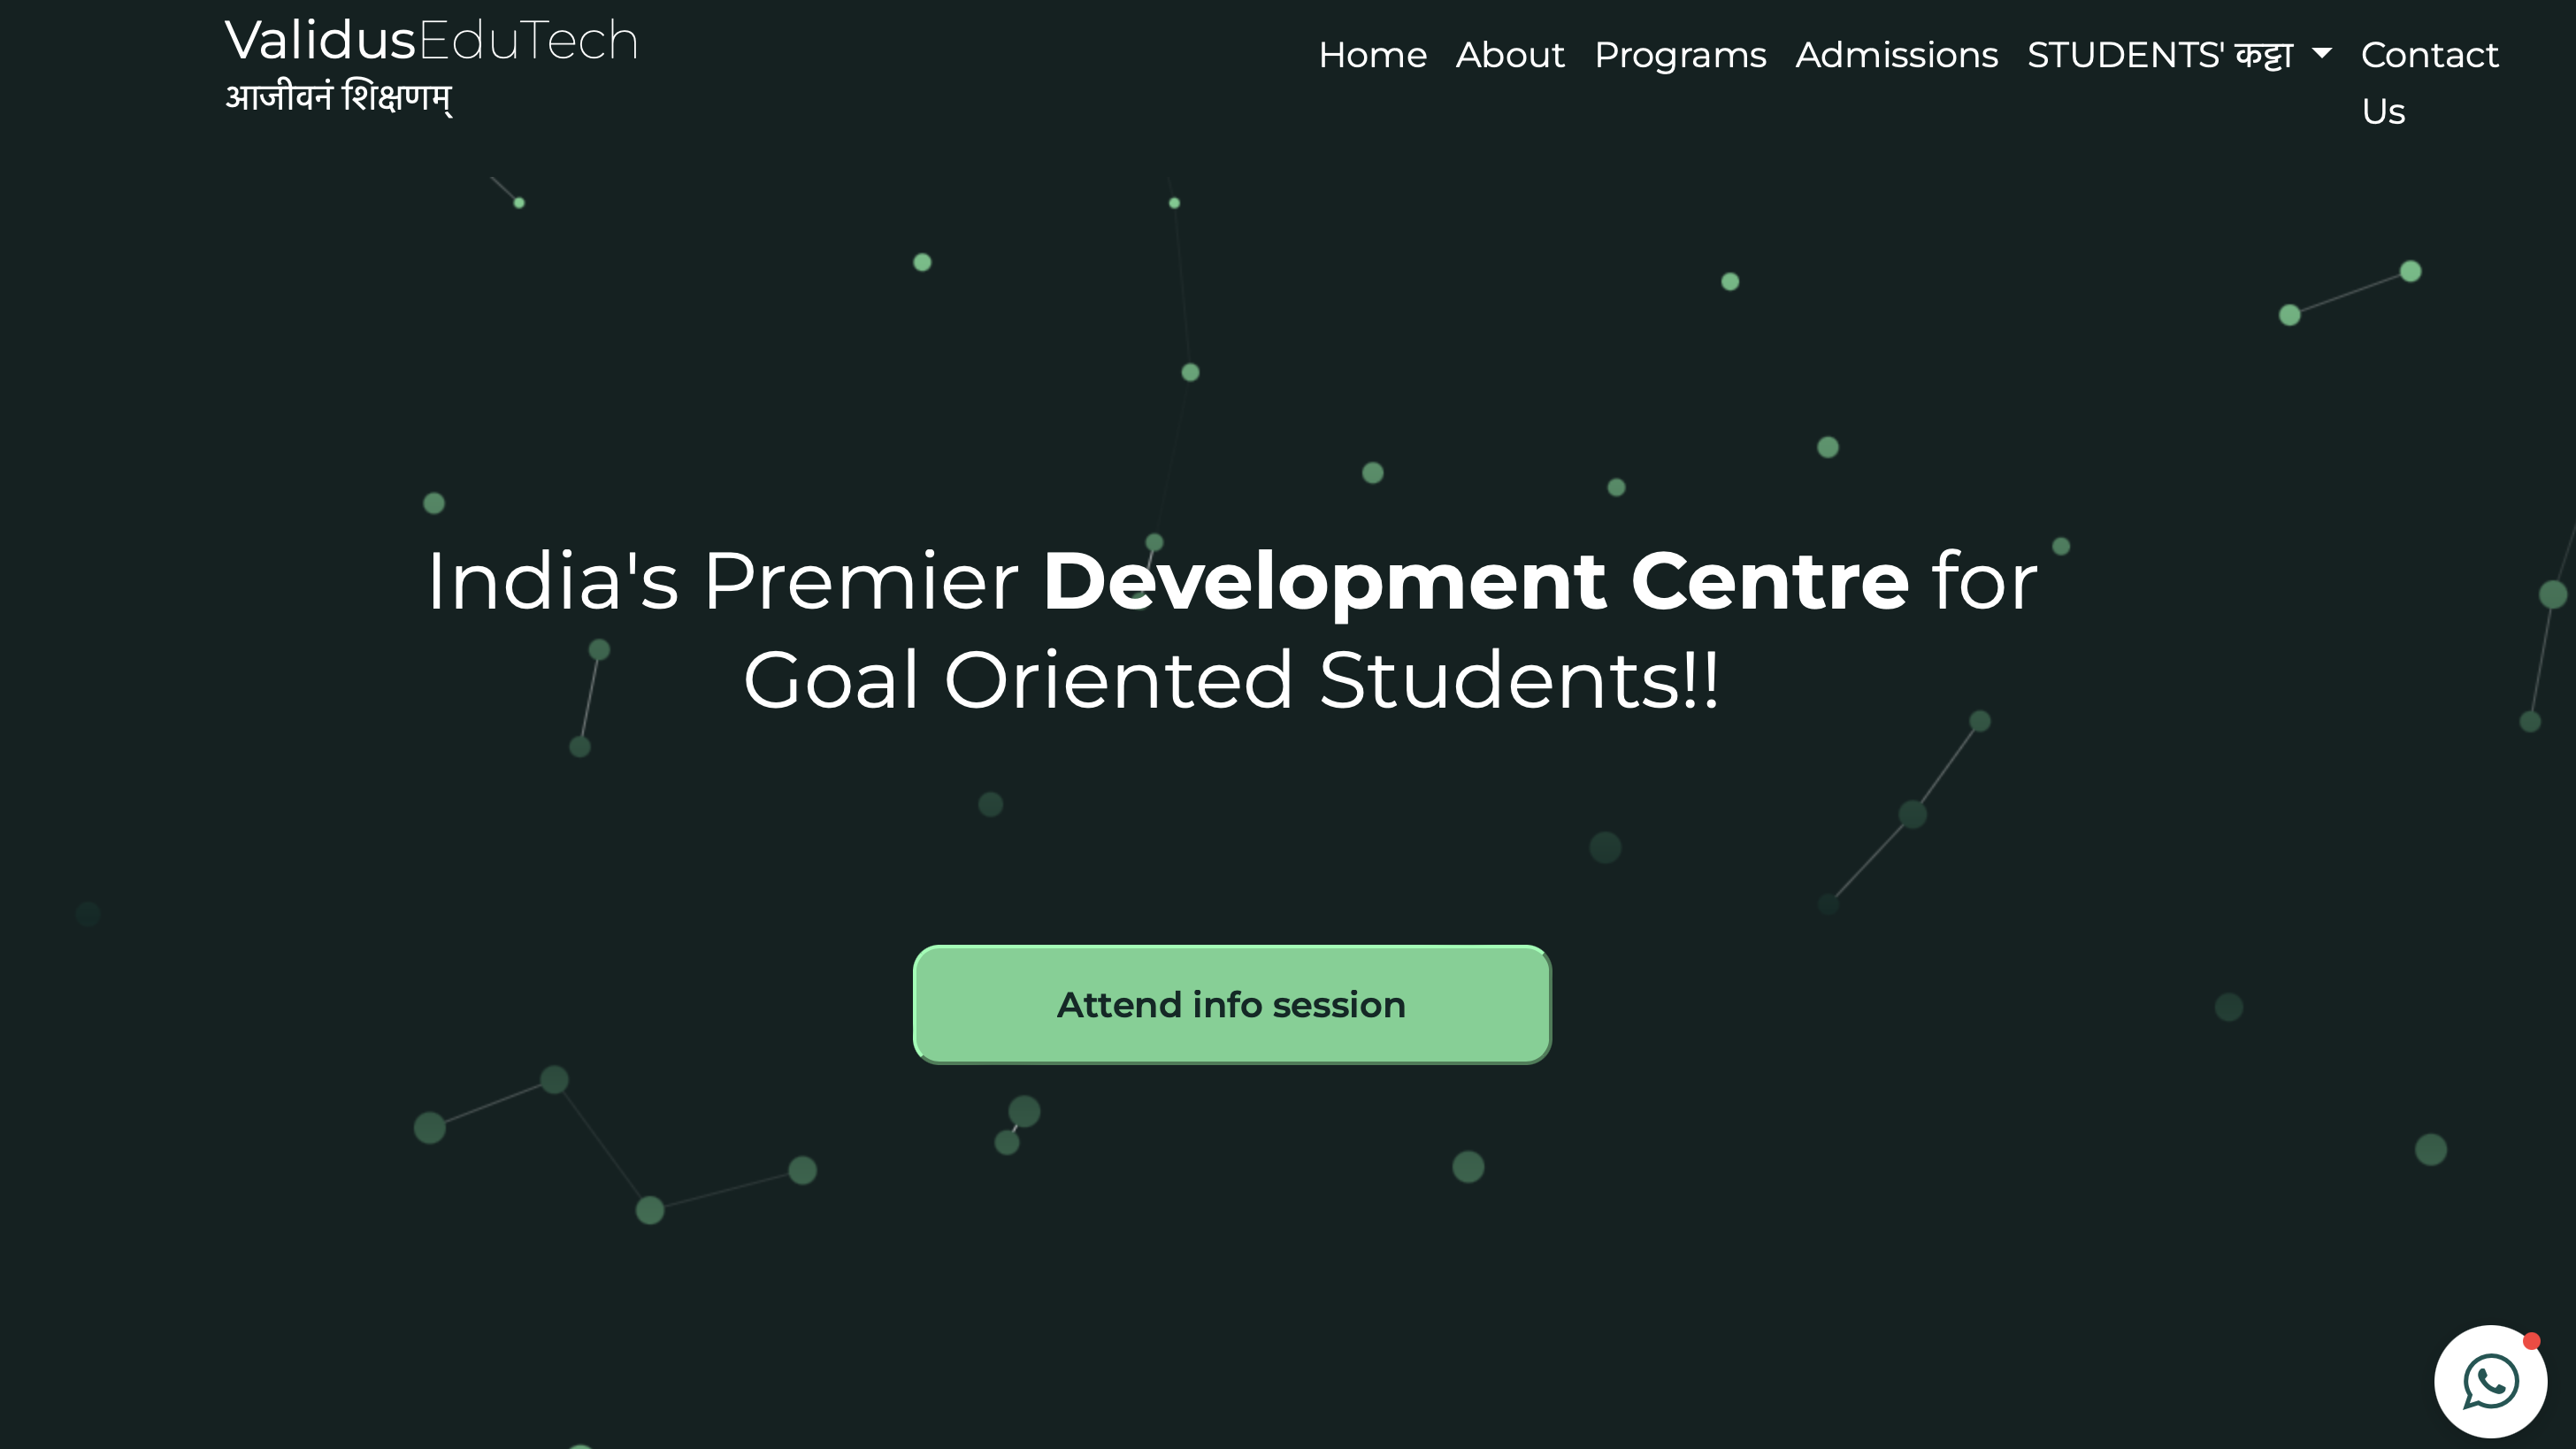 ValidusEduTech
आजीवनं शिक्षणम्
Home About Programs Admissions STUDENTS' कट्टा Contact Us
India's Premier Development Centre for
Goal Oriented Students!!
Attend info session